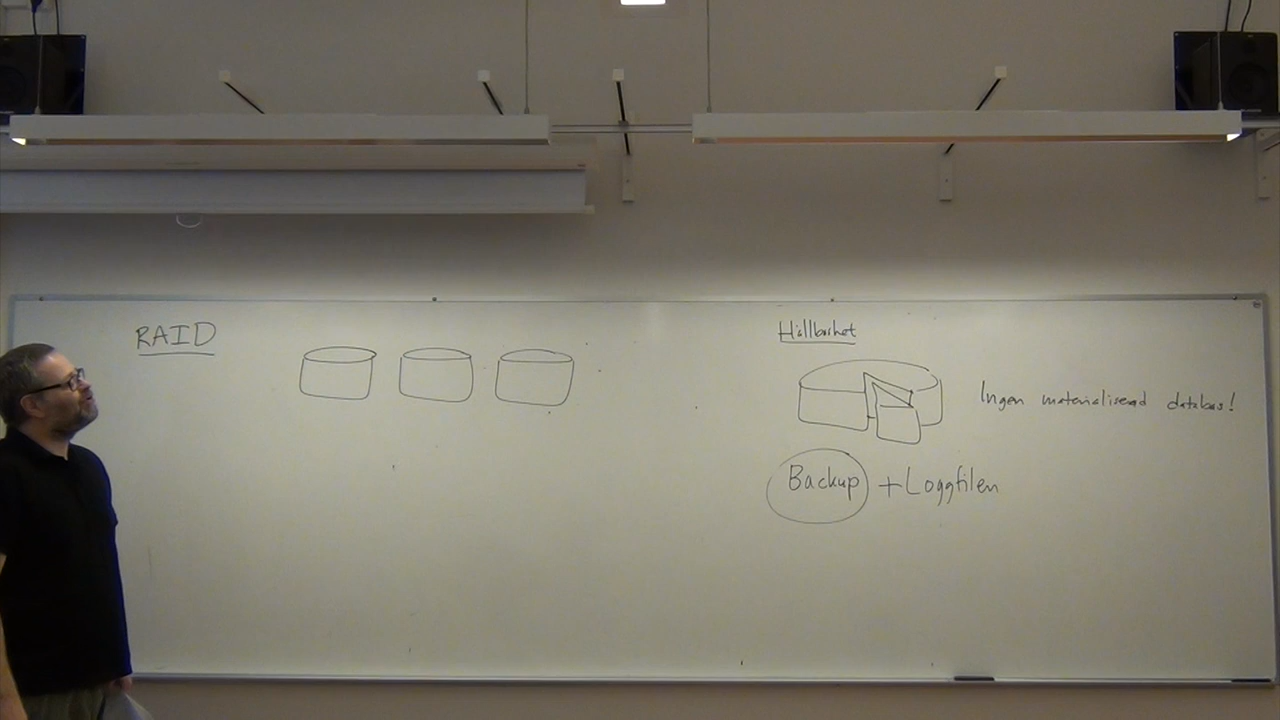 RAID
Hållbarhet
Ingen materialiserad databas!
Backup + Loggfilen